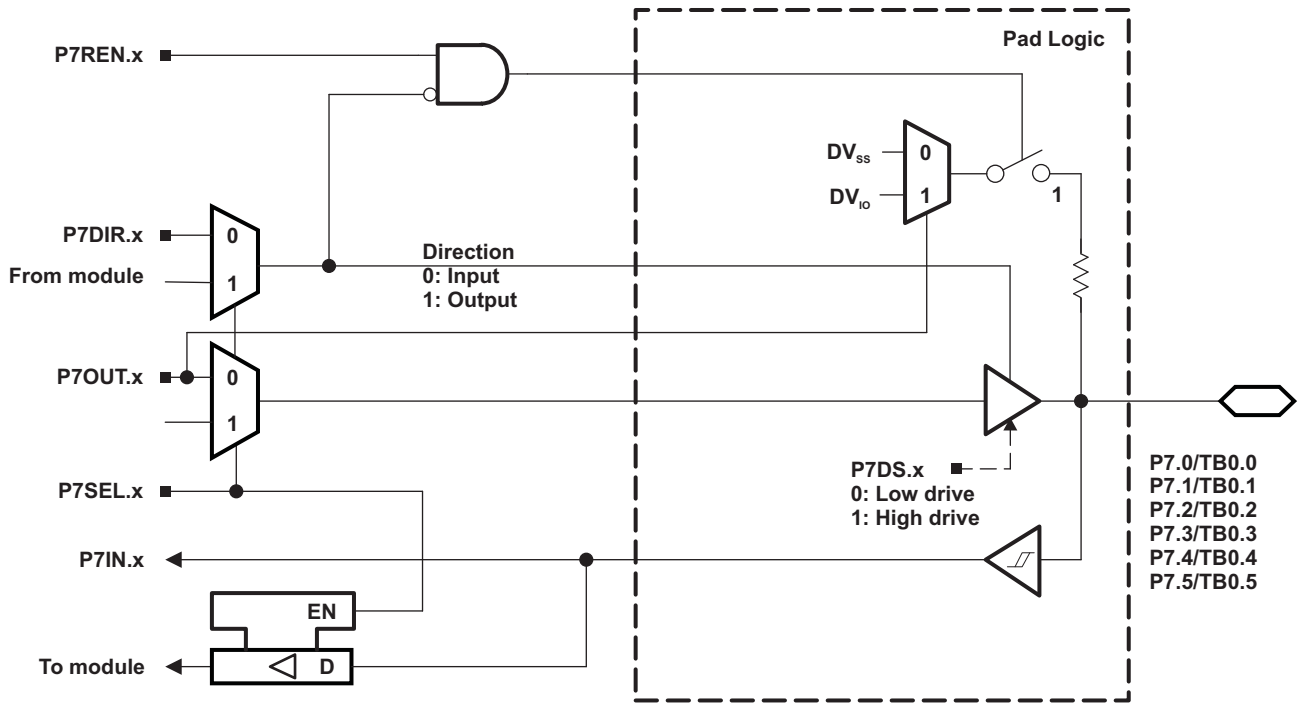 Pad Logic
P7REN.x
DVSS 0
DVIO 1
1
P7DIR.x 0
From module 1
Direction
0: Input
1: Output
P7OUT.x 0
1
P7SEL.x
P7DS.x
0: Low drive
1: High drive
P7.0/TB0.0
P7.1/TB0.1
P7.2/TB0.2
P7.3/TB0.3
P7.4/TB0.4
P7.5/TB0.5
P7IN.x
EN
To module
D